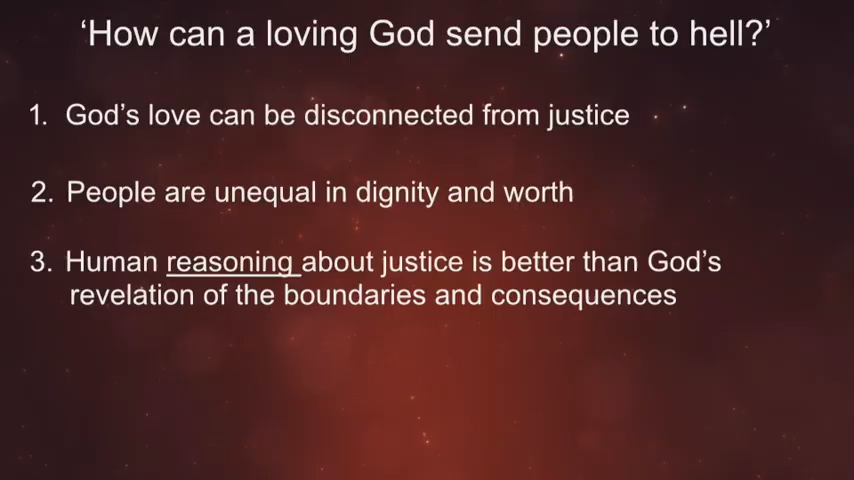 ‘How can a loving God send people to hell?’
1. God’s love can be disconnected from justice
2. People are unequal in dignity and worth
3. Human reasoning about justice is better than God’s
revelation of the boundaries and consequences